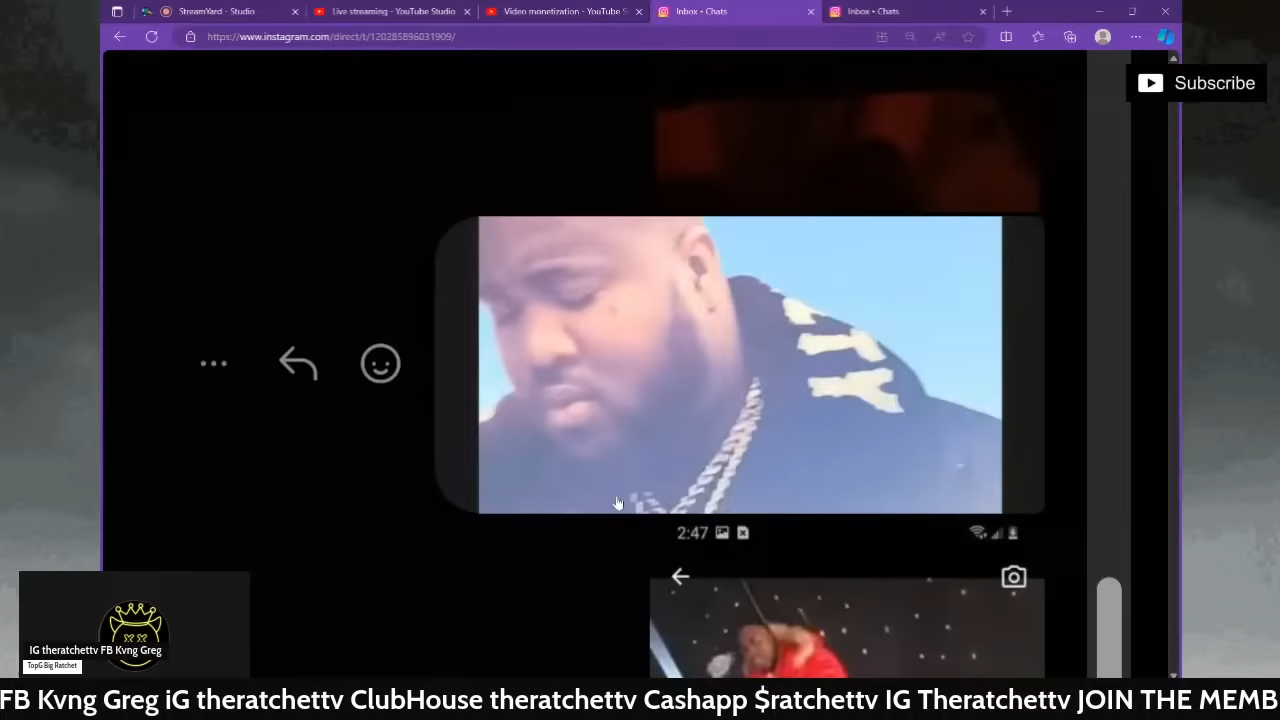 StreamYard - Studio
Live streaming - YouTube Studio
Video monetization - YouTube S
Inbox • Chats
Inbox • Chats
https://www.instagram.com/direct/t/120285896031909/
Subscribe
2:47
IG theratchettv FB Kvng Greg
TopG Big Ratchet
FB Kvng Greg iG theratchettv ClubHouse theratchettv Cashapp $ratchettv IG Theratchettv JOIN THE MEMB